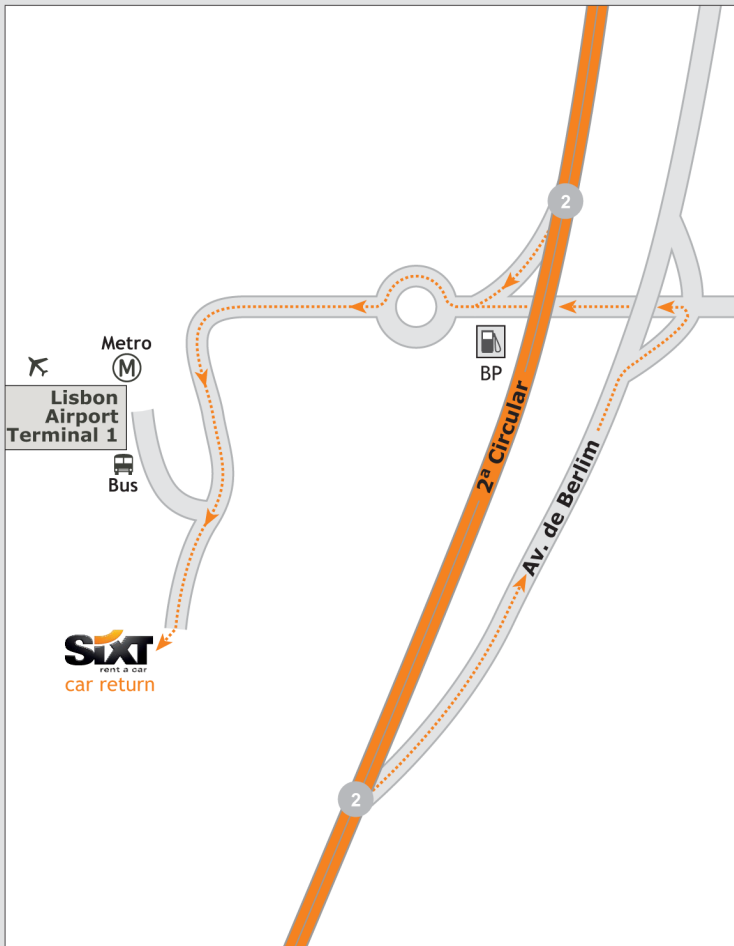 2
Metro
M
BP
Lisbon
Airport
Terminal 1
Bus
2ª Circular
Av. de Berlim
SIXT
rent a car
car return
2